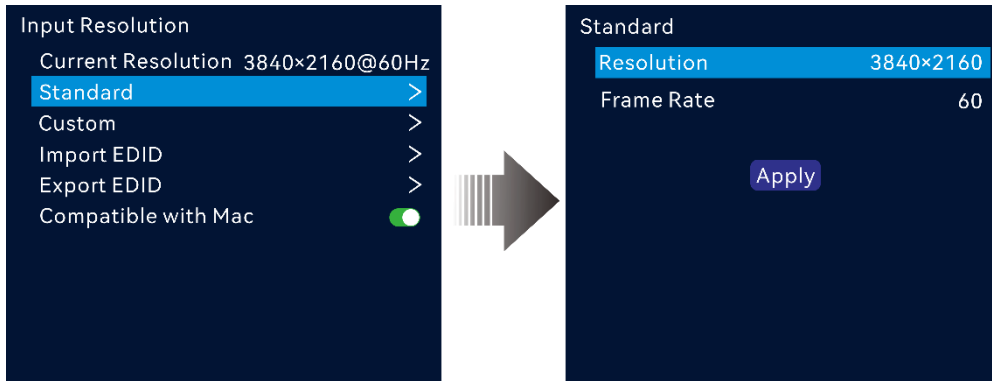 Input Resolution
Current Resolution 3840×2160@60Hz
Standard >
Custom >
Import EDID >
Export EDID >
Compatible with Mac
Standard
Resolution 3840×2160
Frame Rate 60
Apply